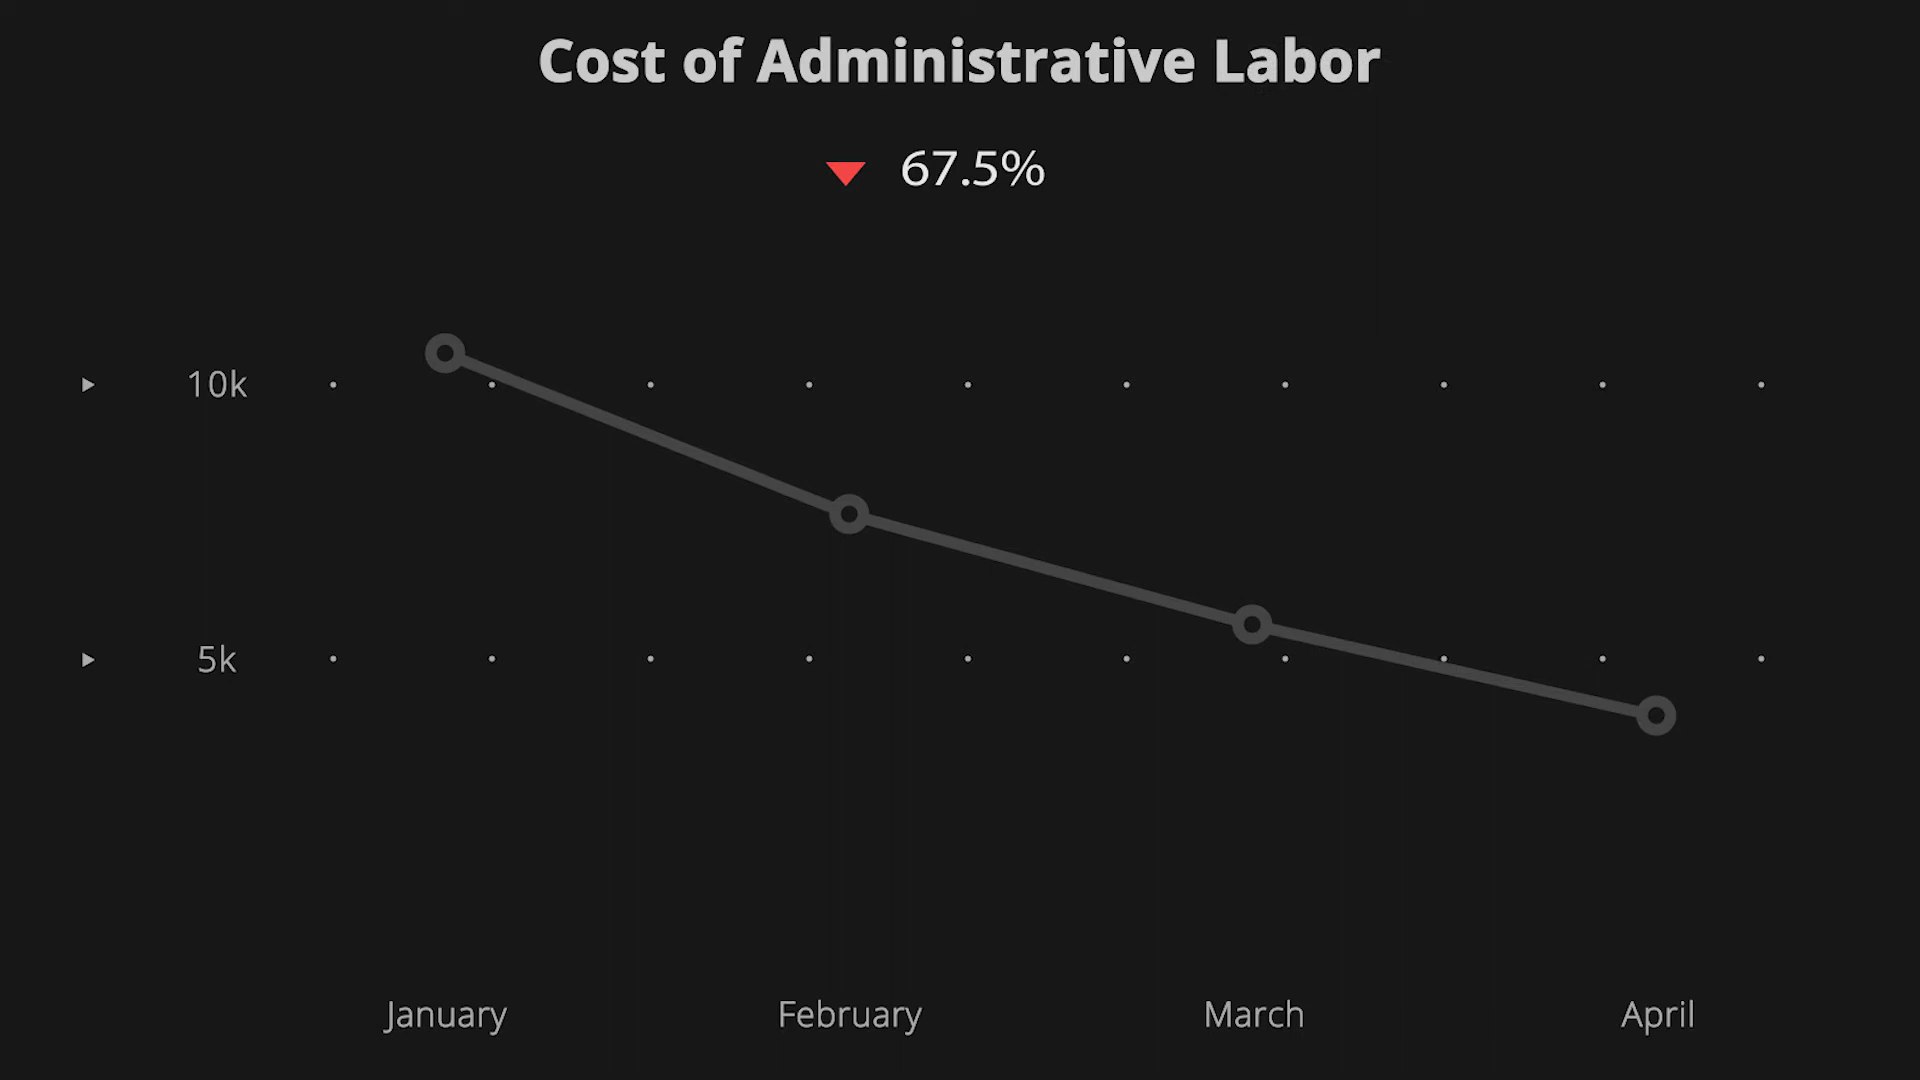 Cost of Administrative Labor
67.5%
10k
5k
January February March April